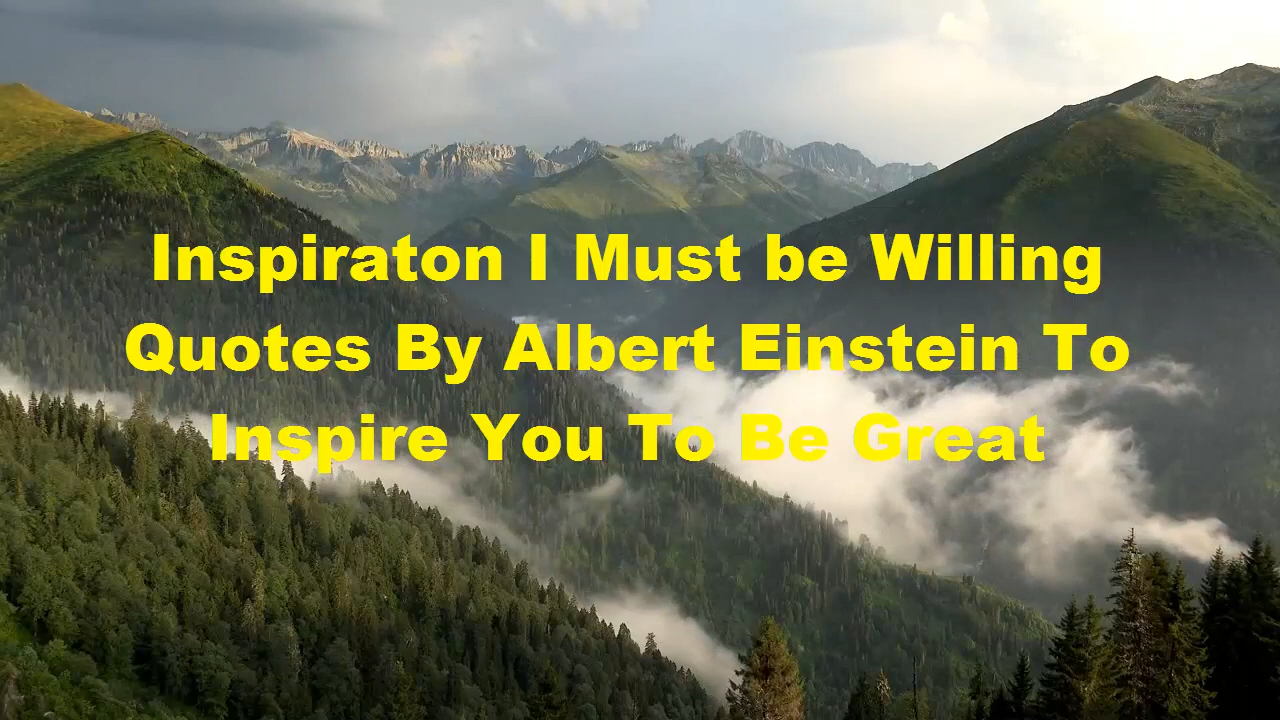 Inspiraton I Must be Willing
Quotes By Albert Einstein To
Inspire You To Be Great